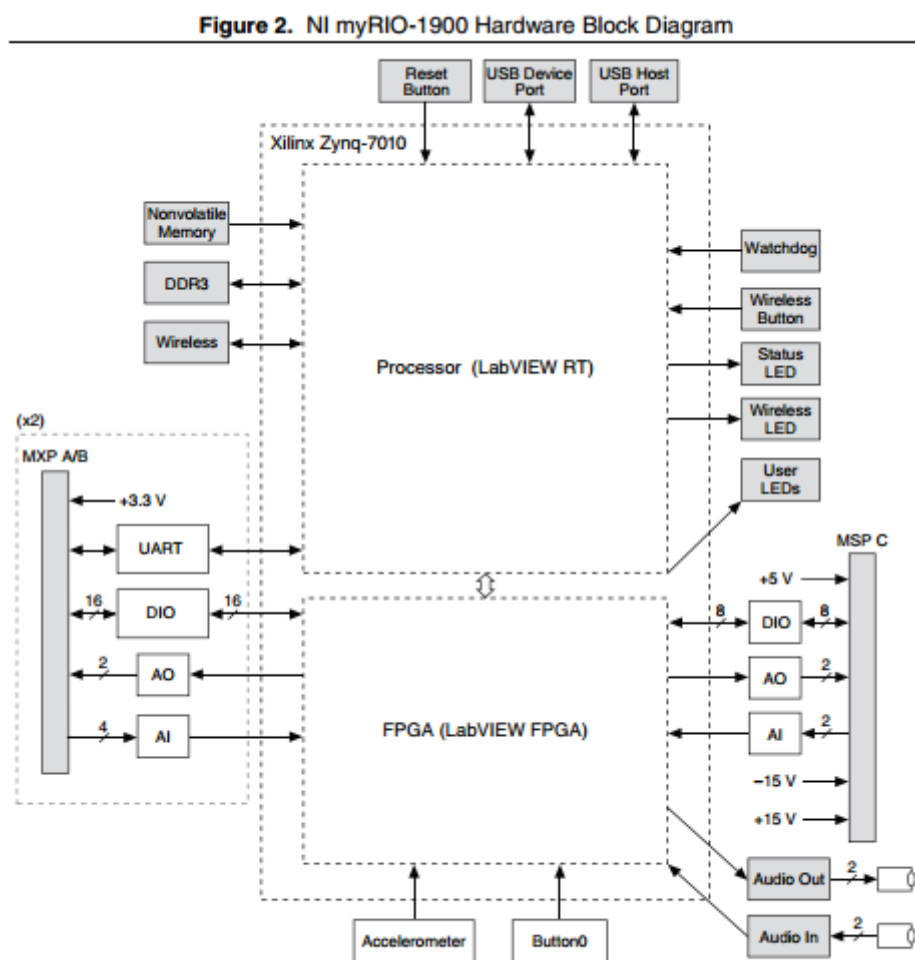 Figure 2. NI myRIO-1900 Hardware Block Diagram
Reset
Button
USB Device
Port
USB Host
Port
Xilinx Zynq-7010
Nonvolatile
Memory
DDR3
Wireless
Processor (LabVIEW RT)
Watchdog
Wireless
Button
Status
LED
Wireless
LED
User
LEDs
(x2)
MXP A/B
+3.3 V
UART
16
DIO
16
2
AO
4
AI
FPGA (LabVIEW FPGA)
MSP C
+5 V
8
DIO
8
AO
2
AI
2
−15 V
+15 V
Audio Out
2
Audio In
2
Accelerometer
Button0